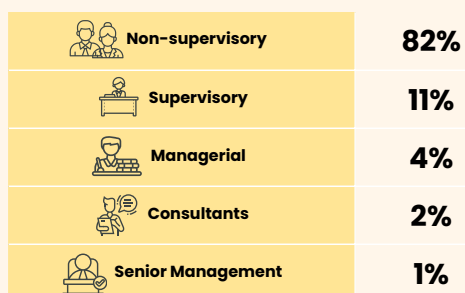 Non-supervisory 82%
Supervisory 11%
Managerial 4%
Consultants 2%
Senior Management 1%